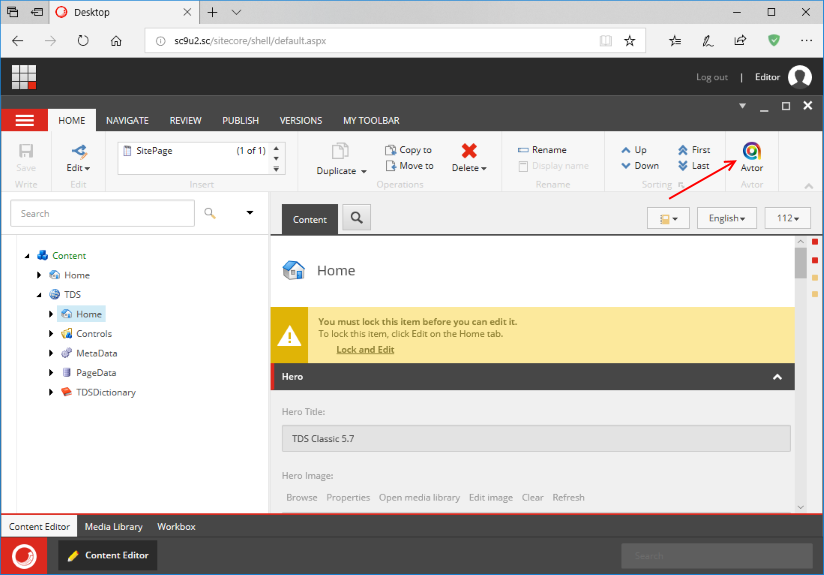 Desktop
sc9u2.sc/sitecore/shell/default.aspx
Log out | Editor
HOME NAVIGATE REVIEW PUBLISH VERSIONS MY TOOLBAR
Save
Write
Edit
Edit
SitePage (1 of 1)
Insert
Duplicate
Copy to
Move to
Delete
Operations
Rename
Display name
Rename
Up
Down
First
Last
Sorting
Avtor
Avtor
Search
Content
Home
TDS
Home
Controls
MetaData
PageData
TDSDictionary
Content
English
112
Home
You must lock this item before you can edit it.
To lock this item, click Edit on the Home tab.
Lock and Edit
Hero
Hero Title:
TDS Classic 5.7
Hero Image:
Browse Properties Open media library Edit image Clear Refresh
Content Editor Media Library Workbox
Content Editor
Search